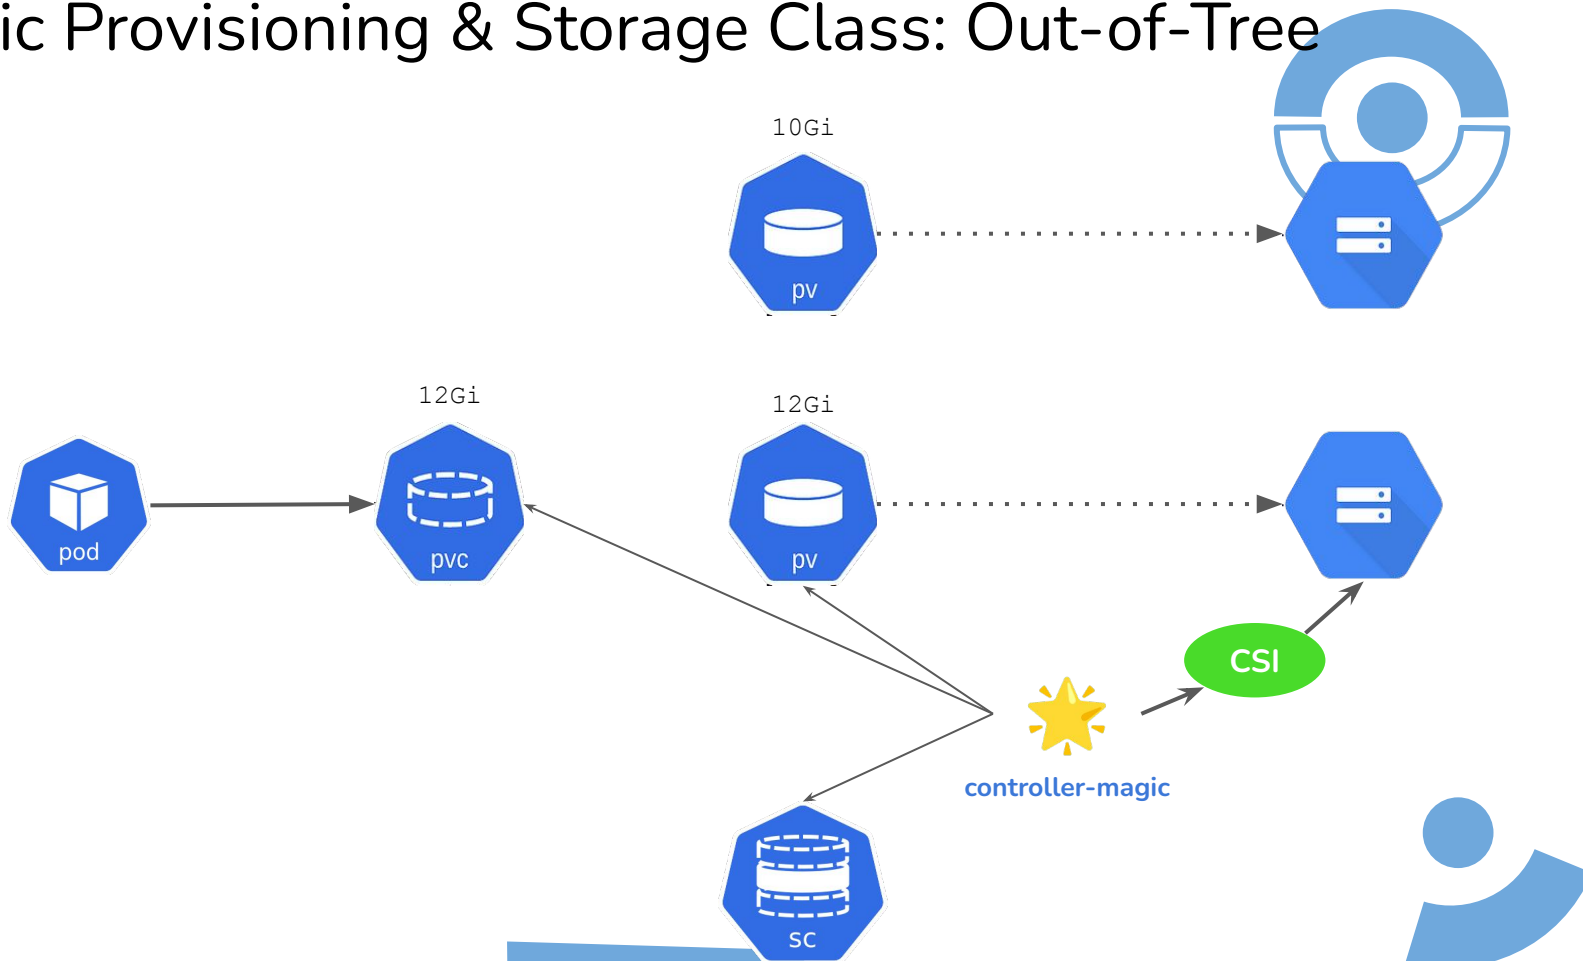 ic Provisioning & Storage Class: Out-of-Tree
10Gi
pv
12Gi
12Gi
pod
pvc
pv
CSI
controller-magic
sc